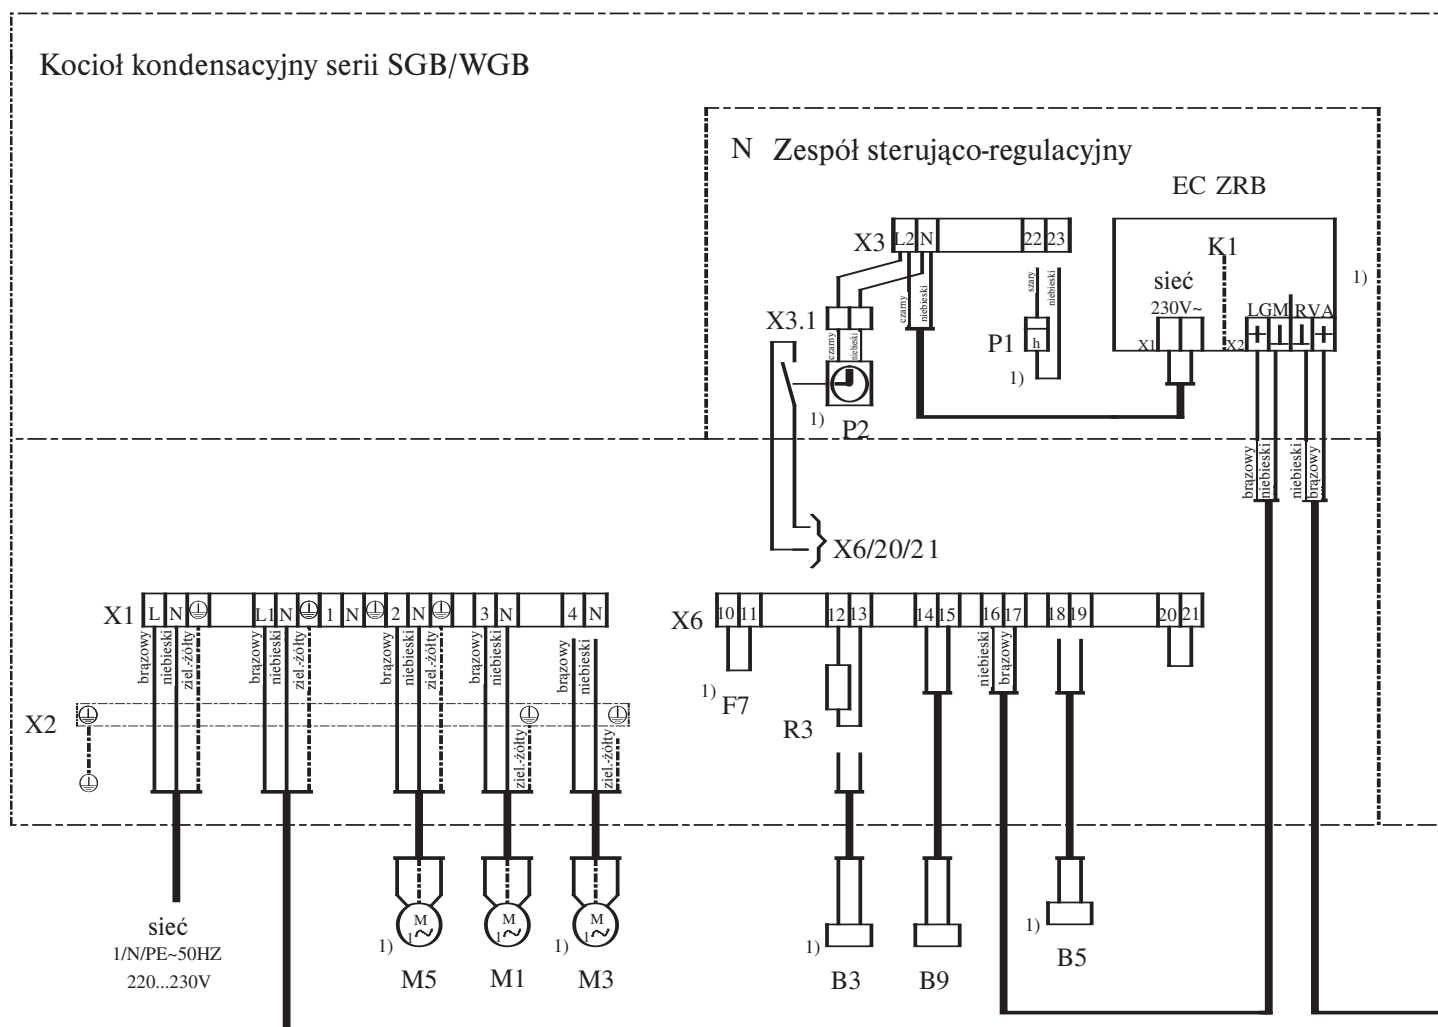 Kocioł kondensacyjny serii SGB/WGB
N Zespół sterująco-regulacyjny
EC ZRB
X3
L2 N 22 23
K1
sieć
230V~
LGM RVA
X1
X2
1)
czarny
niebieski
szary
niebieski
X3.1
czarny
niebieski
P1
h
1)
1)
P2
brązowy
niebieski
niebieski
brązowy
X6/20/21
X1
L N L1 N 1 N 2 N 3 N 4 N
X6
10 11 12 13 14 15 16 17 18 19 20 21
brązowy
niebieski
ziel.-żółty
brązowy
niebieski
ziel.-żółty
brązowy
niebieski
ziel.-żółty
brązowy
niebieski
brązowy
niebieski
niebieski
brązowy
1) F7
X2
R3
ziel.-żółty
ziel.-żółty
sieć
1/N/PE~50HZ
220...230V
M
1~
1)
M5
M
1~
M1
M
1~
1)
M3
1)
B3
B9
1)
B5